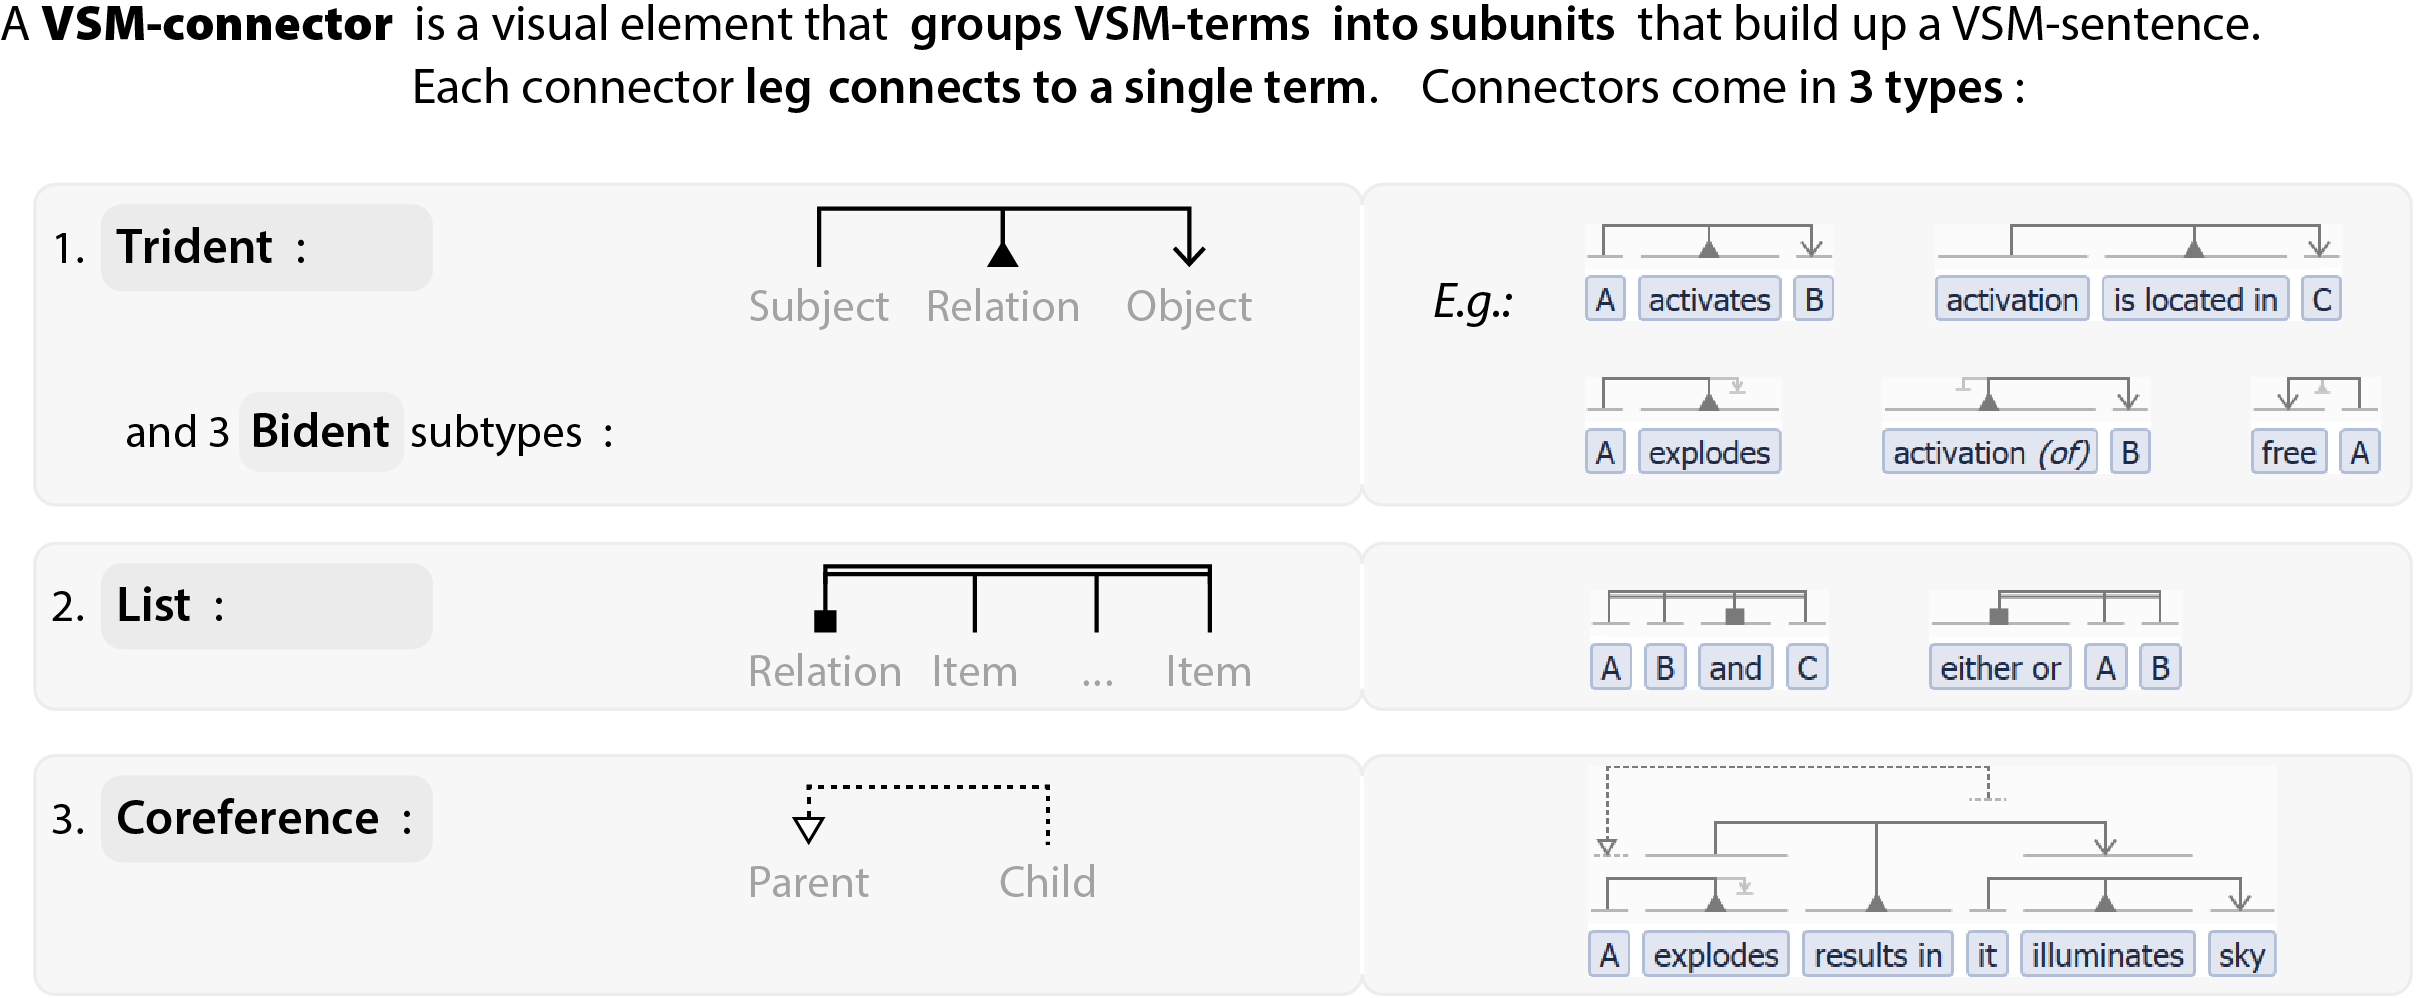 A VSM-connector is a visual element that groups VSM-terms into subunits that build up a VSM-sentence.
Each connector leg connects to a single term. Connectors come in 3 types :
1. Trident :
Subject Relation Object
E.g.: A activates B activation is located in C
and 3 Bident subtypes :
A explodes activation (of) B free A
2. List :
Relation Item ... Item
A B and C either or A B
3. Coreference :
Parent Child
A explodes results in it illuminates sky